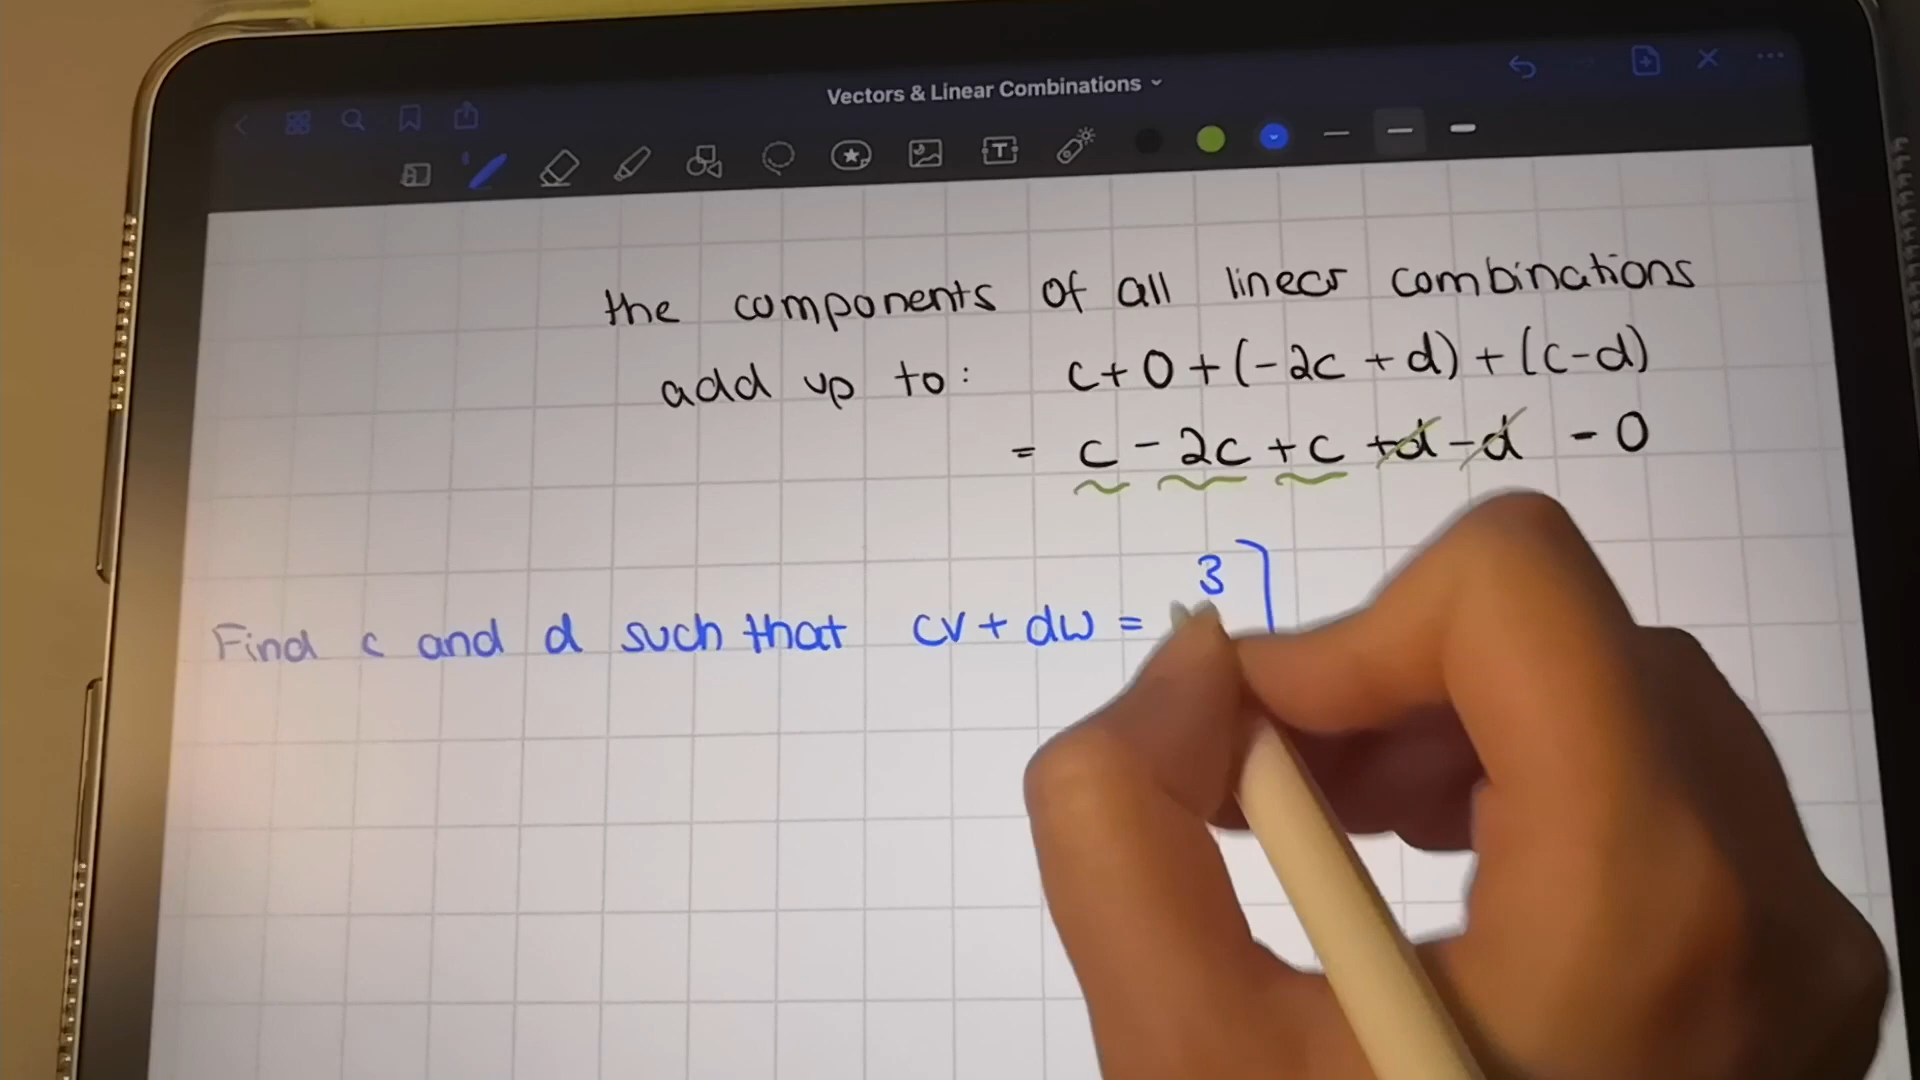 Vectors & Linear Combinations
the components of all linear combinations
add up to: c+0+(-2c+d)+(c-d)
= c-2c+c+d-d -0
Find c and d such that cv+dw= 3]